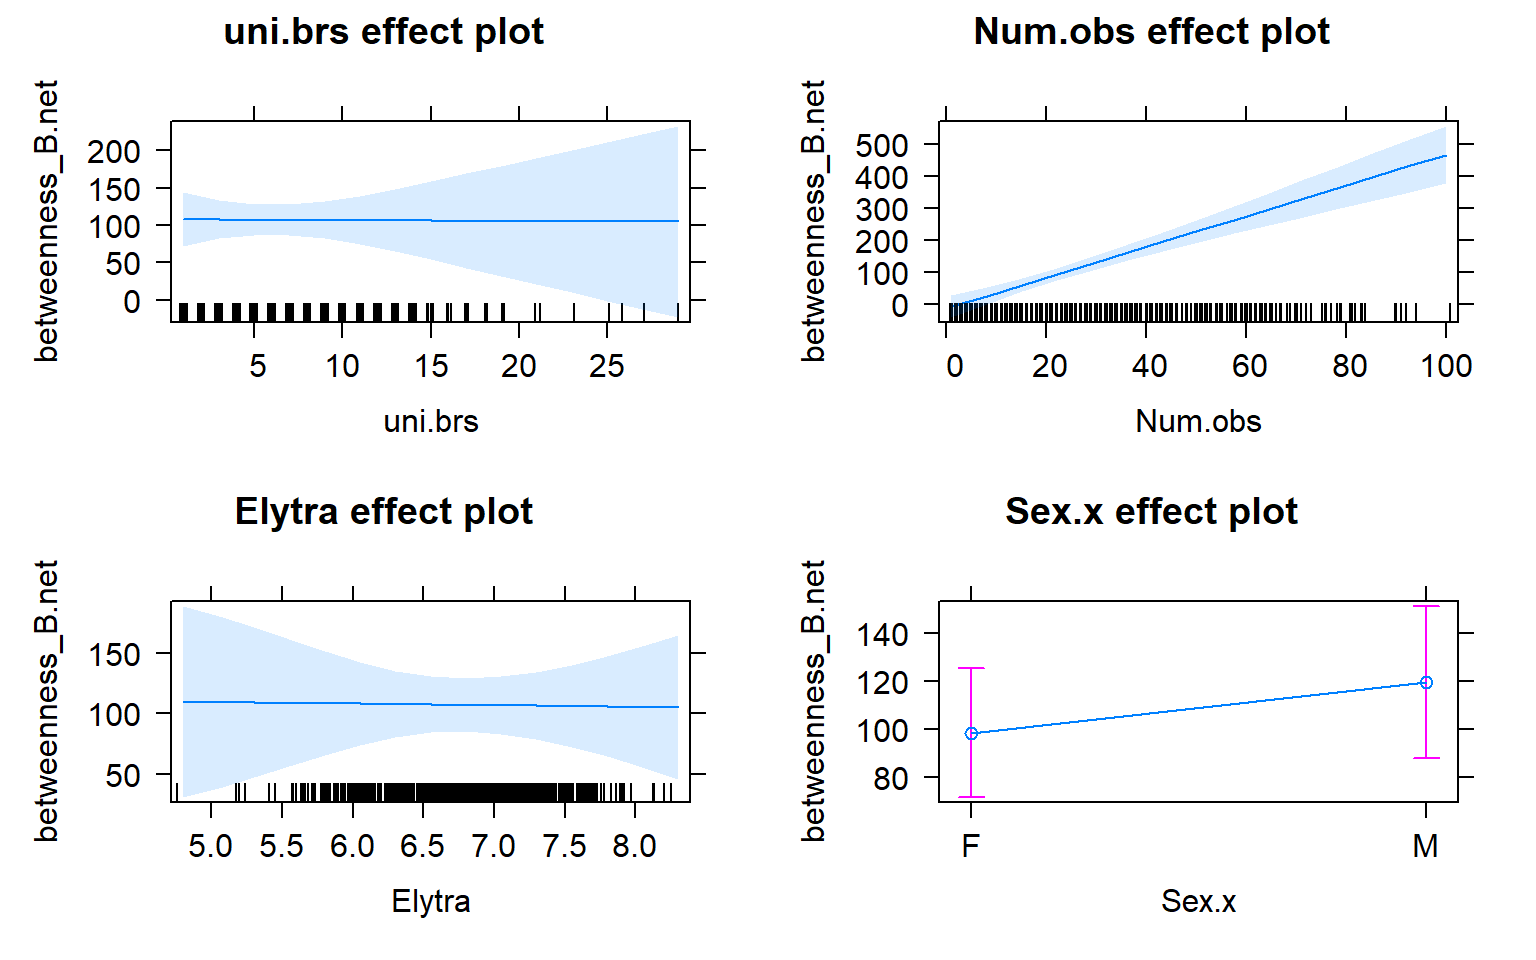 uni.brs effect plot
betweenness_B.net
200
150
100
50
0
5 10 15 20 25
uni.brs
Num.obs effect plot
betweenness_B.net
500
400
300
200
100
0
0 20 40 60 80 100
Num.obs
Elytra effect plot
betweenness_B.net
150
100
50
5.0 5.5 6.0 6.5 7.0 7.5 8.0
Elytra
Sex.x effect plot
betweenness_B.net
140
120
100
80
F M
Sex.x